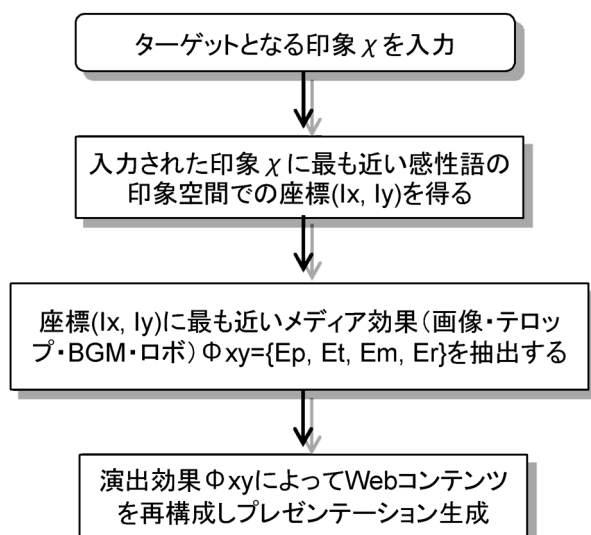 ターゲットとなる印象χを入力
入力された印象χに最も近い感性語の
印象空間での座標(Ix, Iy)を得る
座標(Ix, Iy)に最も近いメディア効果(画像・テロッ
プ・BGM・ロボ)Φxy={Ep, Et, Em, Er}を抽出する
演出効果ΦxyによってWebコンテンツ
を再構成しプレゼンテーション生成